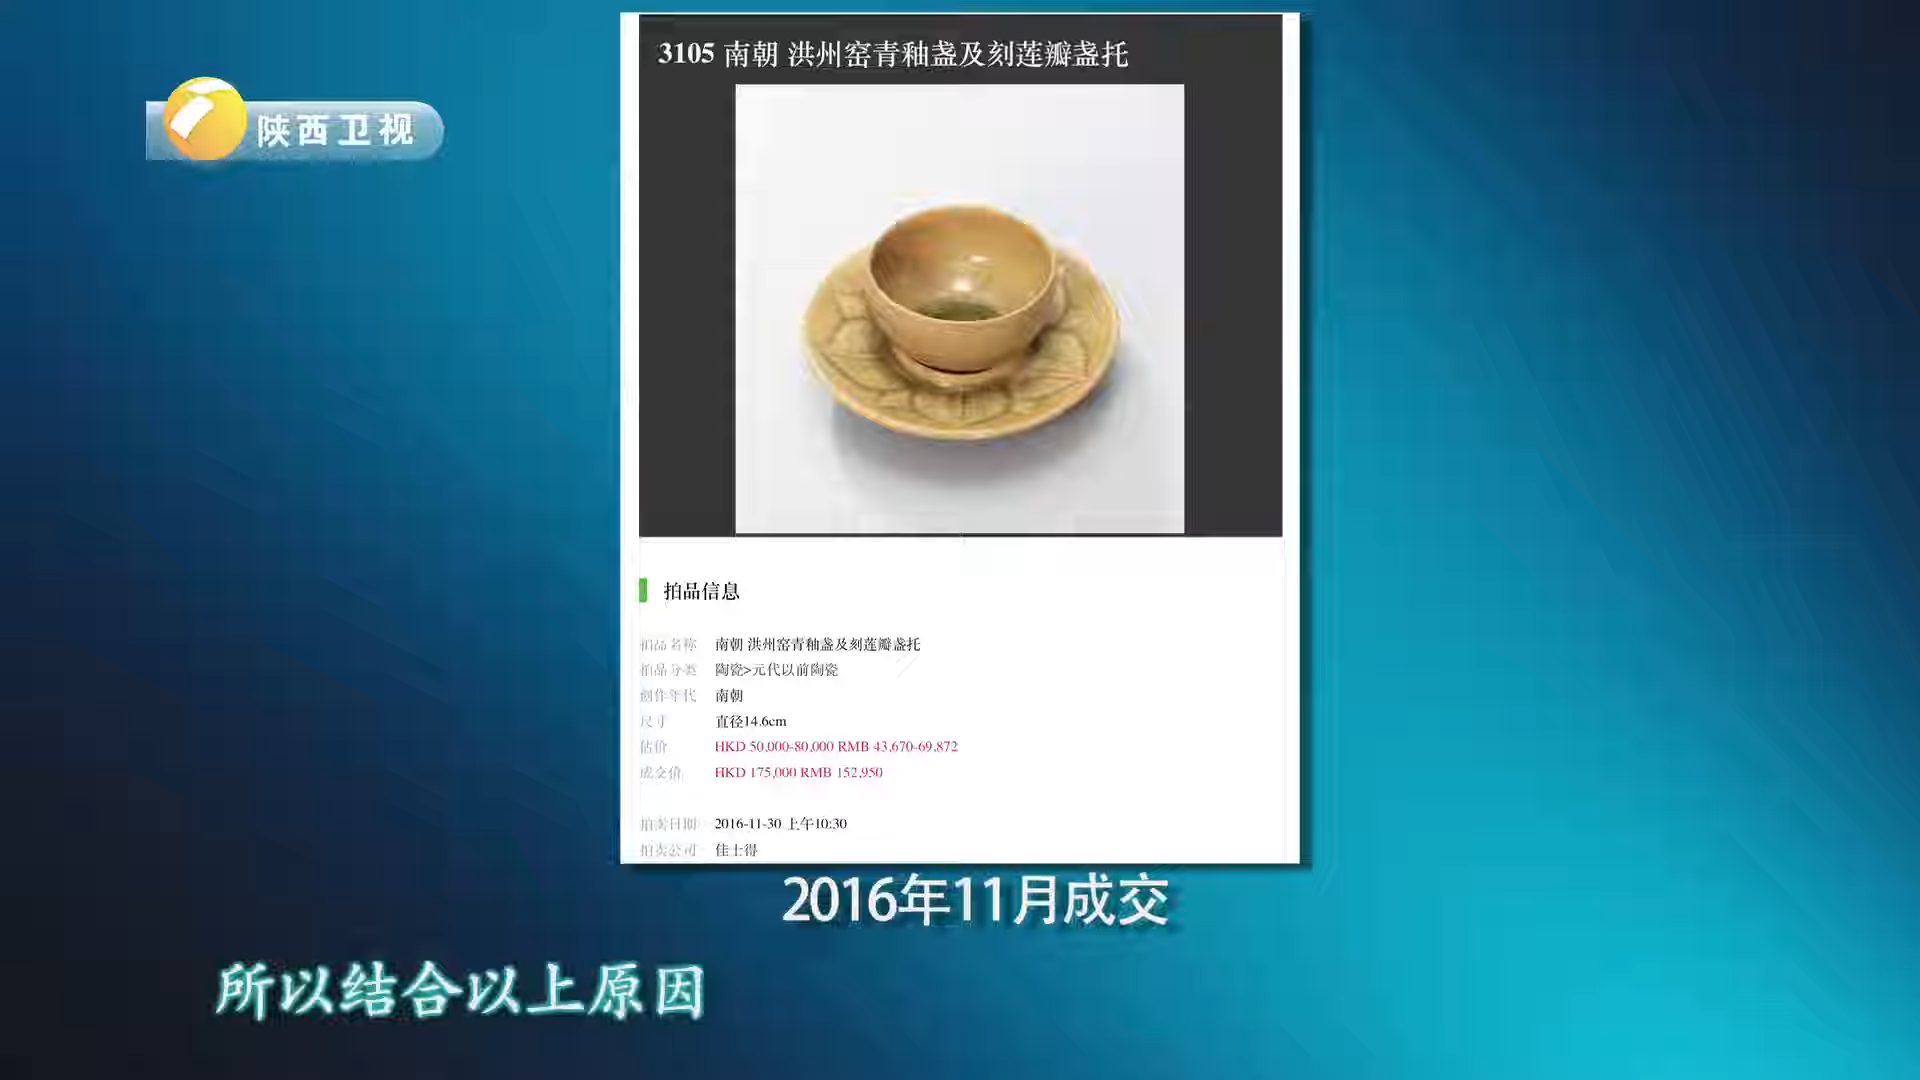 陕西卫视
3105 南朝 洪州窑青釉盏及刻莲瓣盏托
拍品信息
拍品名称 南朝 洪州窑青釉盏及刻莲瓣盏托
拍品分类 陶瓷>元代以前陶瓷
创作年代 南朝
尺寸 直径14.6cm
估价 HKD 50,000-80,000 RMB 43,670-69,872
成交价 HKD 175,000 RMB 152,950
拍卖日期 2016-11-30 上午10:30
拍卖公司 佳士得
2016年11月成交
所以结合以上原因